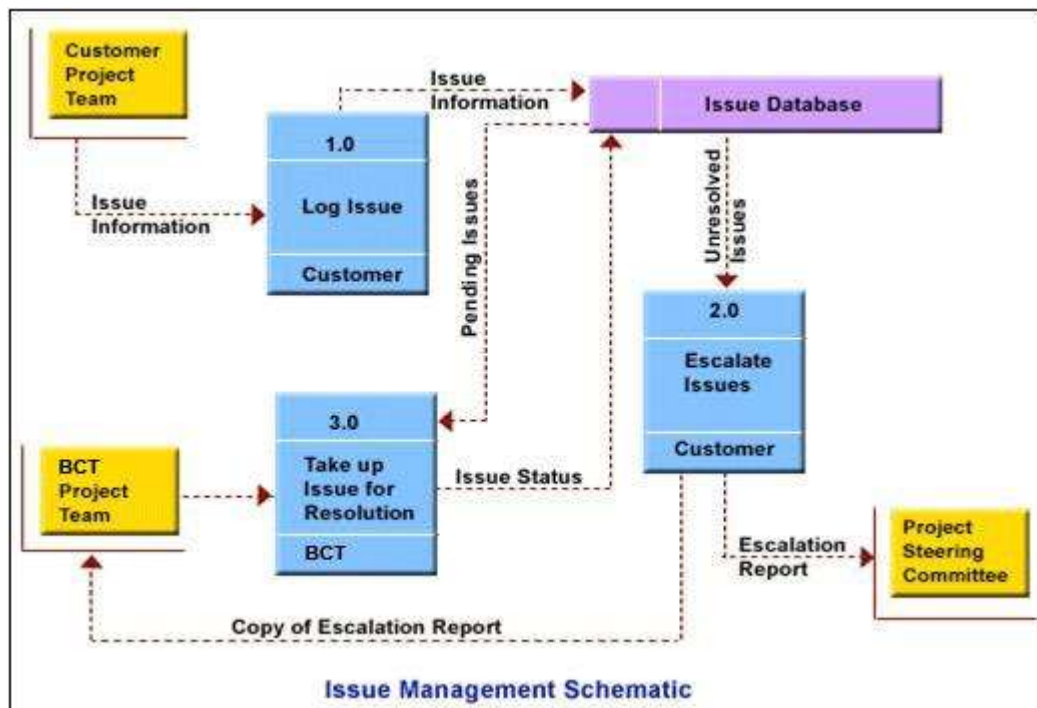 Customer
Project
Team
Issue
Information
Issue Database
1.0
Log Issue
Customer
Issue
Information
Pending Issues
Unresolved
Issues
2.0
Escalate
Issues
Customer
3.0
Take up
Issue for
Resolution
BCT
BCT
Project
Team
Issue Status
Escalation
Report
Project
Steering
Committee
Copy of Escalation Report
Issue Management Schematic